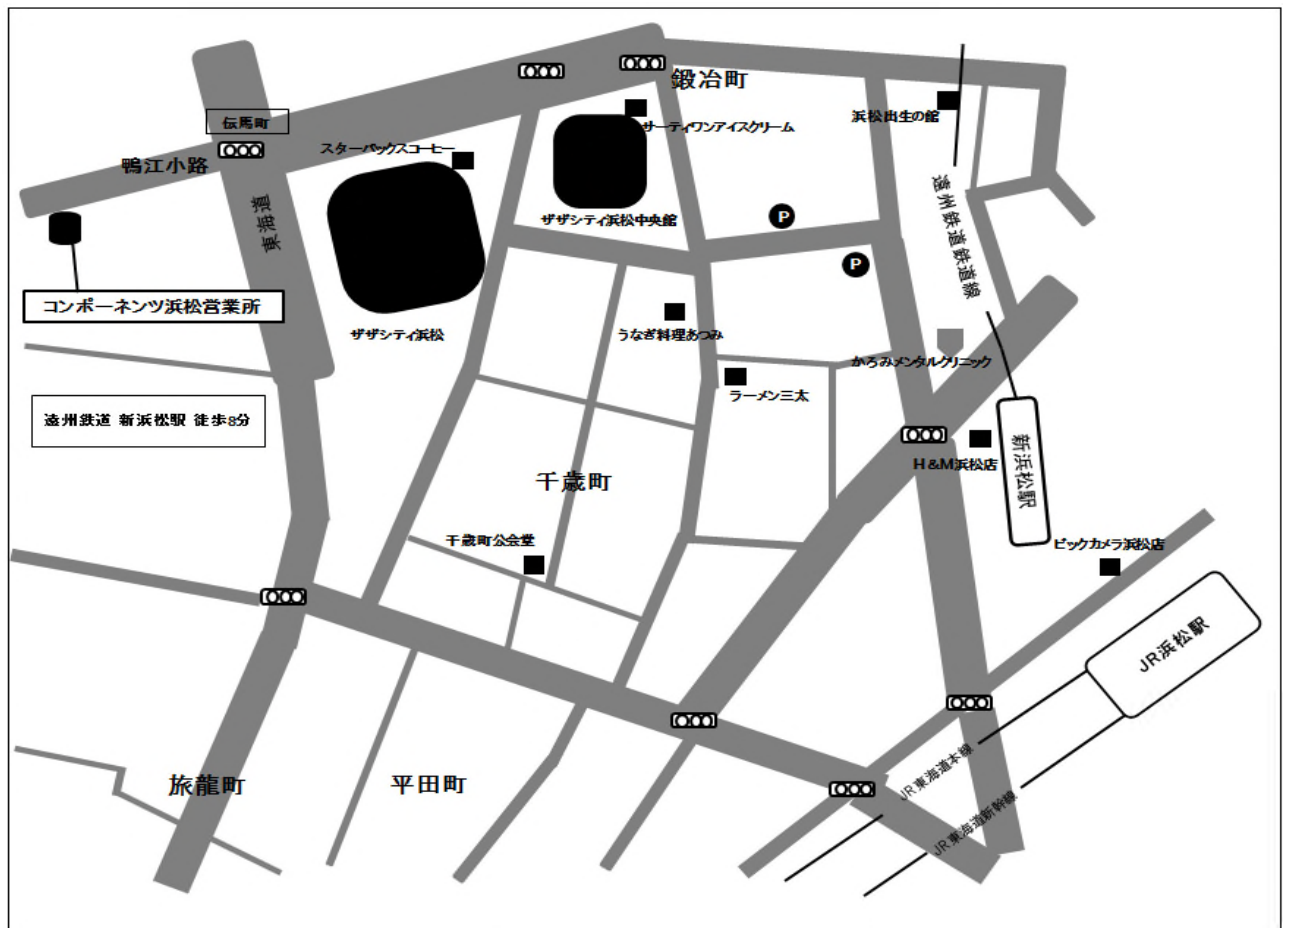 鍛冶町
伝馬町
浜松出生の館
サーティワンアイスクリーム
スターバックスコーヒー
鴨江小路
東海道
ザザシティ浜松中央館
P
遠州鉄道鉄道線
P
コンポーネンツ浜松営業所
ザザシティ浜松
うなぎ料理あつみ
かろみメンタルクリニック
ラーメン三太
遠州鉄道 新浜松駅 徒歩8分
H&M浜松店
新浜松駅
千歳町
千歳町公会堂
ビックカメラ浜松店
JR浜松駅
JR東海道本線
旅龍町
平田町
JR東海道新幹線